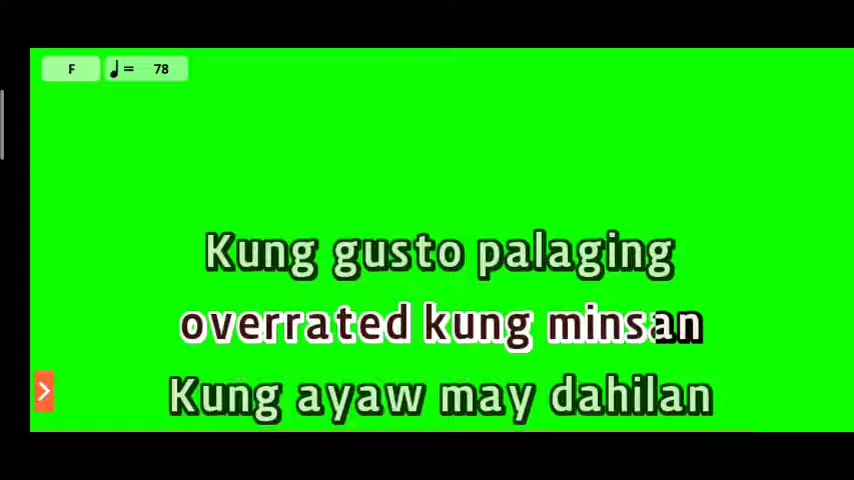 F ♩= 78
Kung gusto palaging
overrated kung minsan
Kung ayaw may dahilan